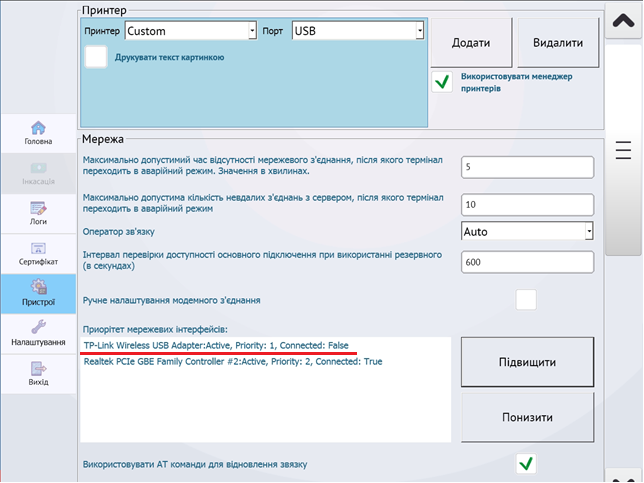 Принтер
Принтер Custom Порт USB
Друкувати текст картинкою
Додати
Видалити
Використовувати менеджер
принтерів
Головна
Інкасація
Логи
Сертифікат
Пристрої
Налаштування
Вихід
Мережа
Максимально допустимий час відсутності мережевого з'єднання, після якого термінал
переходить в аварійний режим. Значення в хвилинах.
5
Максимально допустима кількість невдалих з'єднань з сервером, після якого термінал
переходить в аварійний режим
10
Оператор зв'язку
Auto
Інтервал перевірки доступності основного підключення при використанні резервного
(в секундах)
600
Ручне налаштування модемного з'єднання
Приорітет мережевих інтерфейсів:
TP-Link Wireless USB Adapter:Active, Priority: 1, Connected: False
Realtek PCIe GBE Family Controller #2:Active, Priority: 2, Connected: True
Підвищити
Понизити
Використовувати АТ команди для відновлення звязку